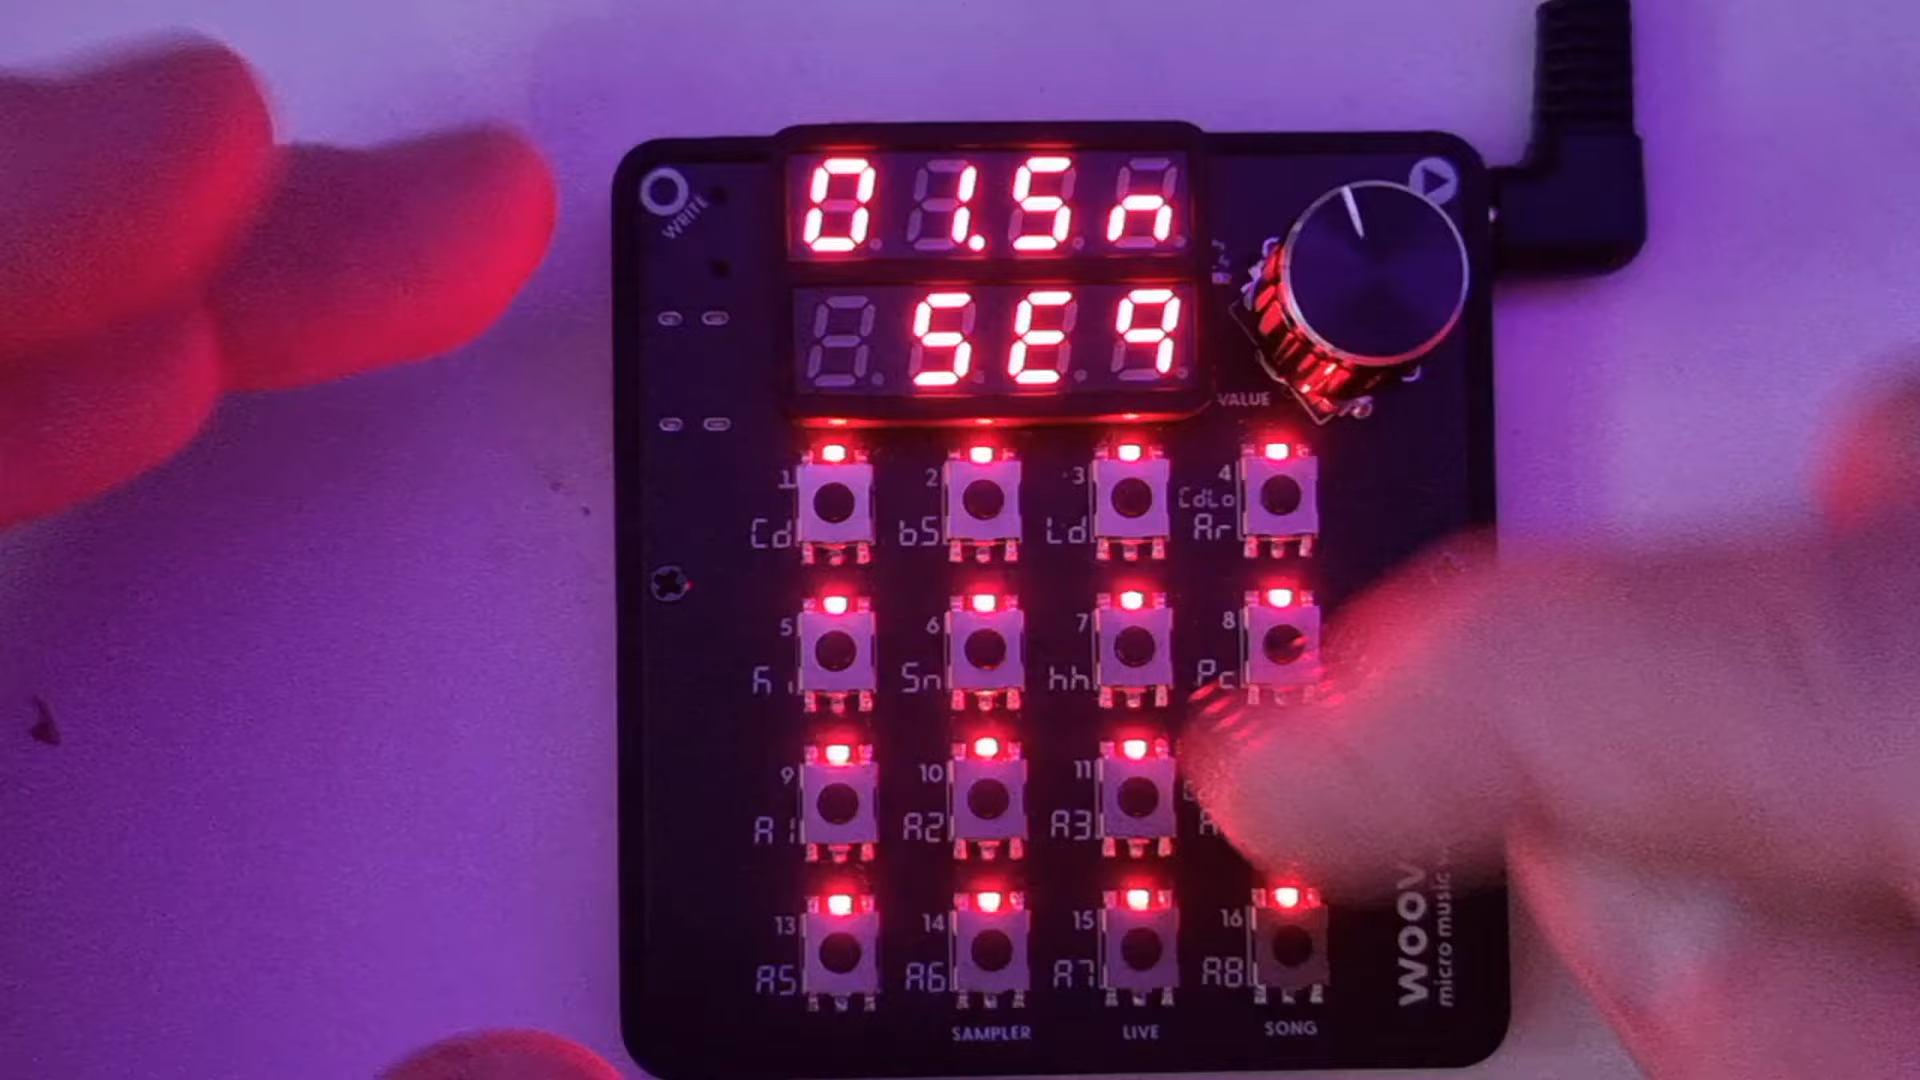 WRITE
01.5n
SEq
VALUE
1 2 3 4
CdLo
Cd bS Ld Ar
5 6 7 8
Sn hh Pc
9 10 11
A1 A2 A3
13 14 15 16
A5 A6 A7 A8
SAMPLER LIVE SONG
WOOV
micro music